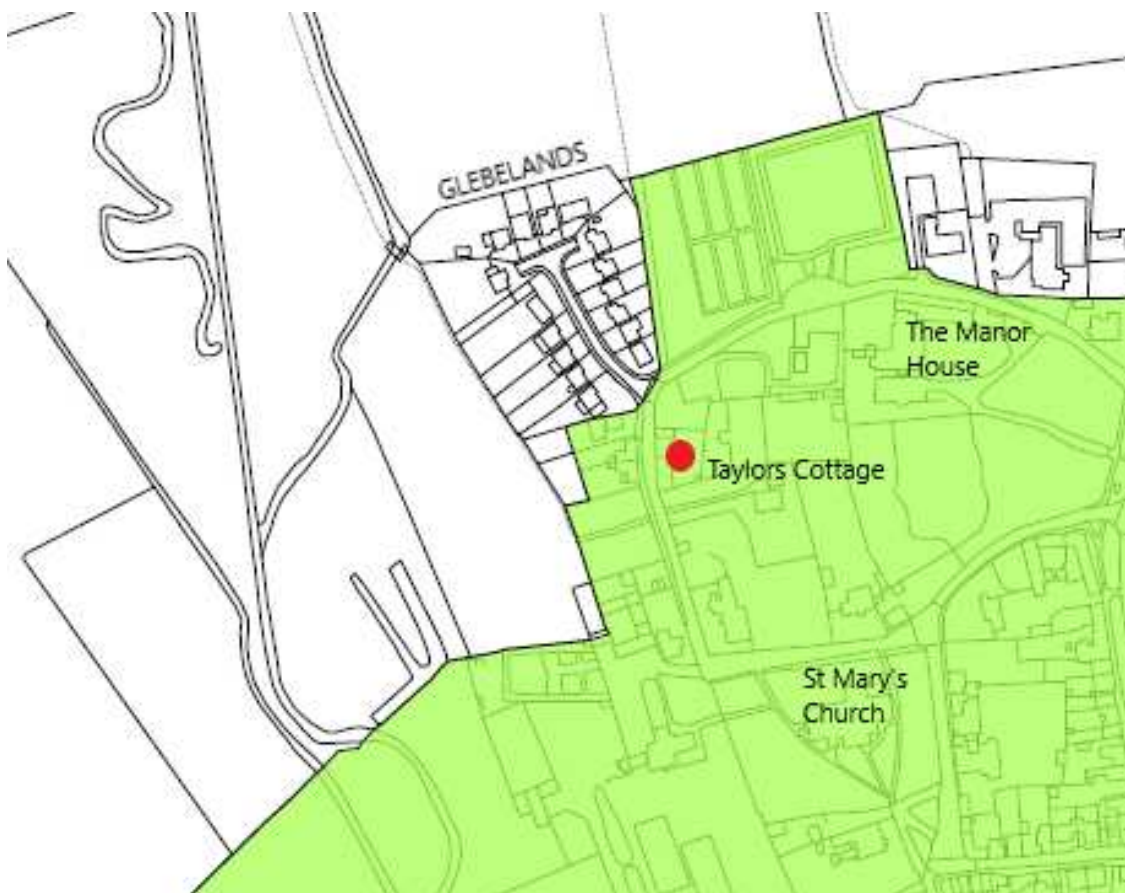 GLEBELANDS
The Manor
House
Taylors Cottage
St Mary's
Church